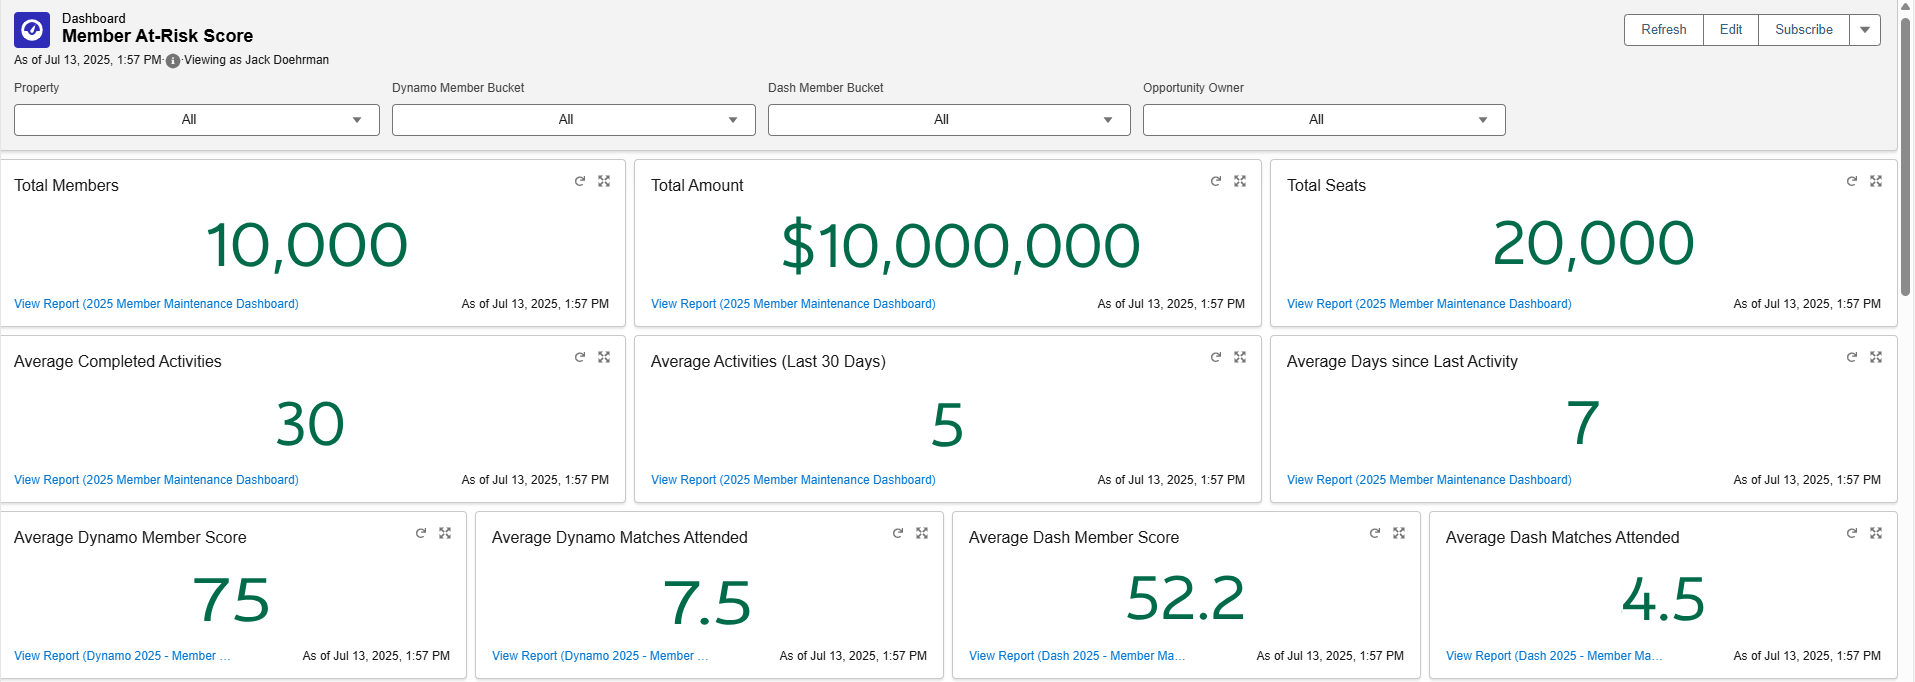 Dashboard
Member At-Risk Score
As of Jul 13, 2025, 1:57 PM·Viewing as Jack Doehrman
Refresh
Edit
Subscribe
Property
Dynamo Member Bucket
Dash Member Bucket
Opportunity Owner
All
All
All
All
Total Members
10,000
View Report (2025 Member Maintenance Dashboard)
As of Jul 13, 2025, 1:57 PM
Total Amount
$10,000,000
View Report (2025 Member Maintenance Dashboard)
As of Jul 13, 2025, 1:57 PM
Total Seats
20,000
View Report (2025 Member Maintenance Dashboard)
As of Jul 13, 2025, 1:57 PM
Average Completed Activities
30
View Report (2025 Member Maintenance Dashboard)
As of Jul 13, 2025, 1:57 PM
Average Activities (Last 30 Days)
5
View Report (2025 Member Maintenance Dashboard)
As of Jul 13, 2025, 1:57 PM
Average Days since Last Activity
7
View Report (2025 Member Maintenance Dashboard)
As of Jul 13, 2025, 1:57 PM
Average Dynamo Member Score
75
View Report (Dynamo 2025 - Member ...
As of Jul 13, 2025, 1:57 PM
Average Dynamo Matches Attended
7.5
View Report (Dynamo 2025 - Member ...
As of Jul 13, 2025, 1:57 PM
Average Dash Member Score
52.2
View Report (Dash 2025 - Member Ma...
As of Jul 13, 2025, 1:57 PM
Average Dash Matches Attended
4.5
View Report (Dash 2025 - Member Ma...
As of Jul 13, 2025, 1:57 PM